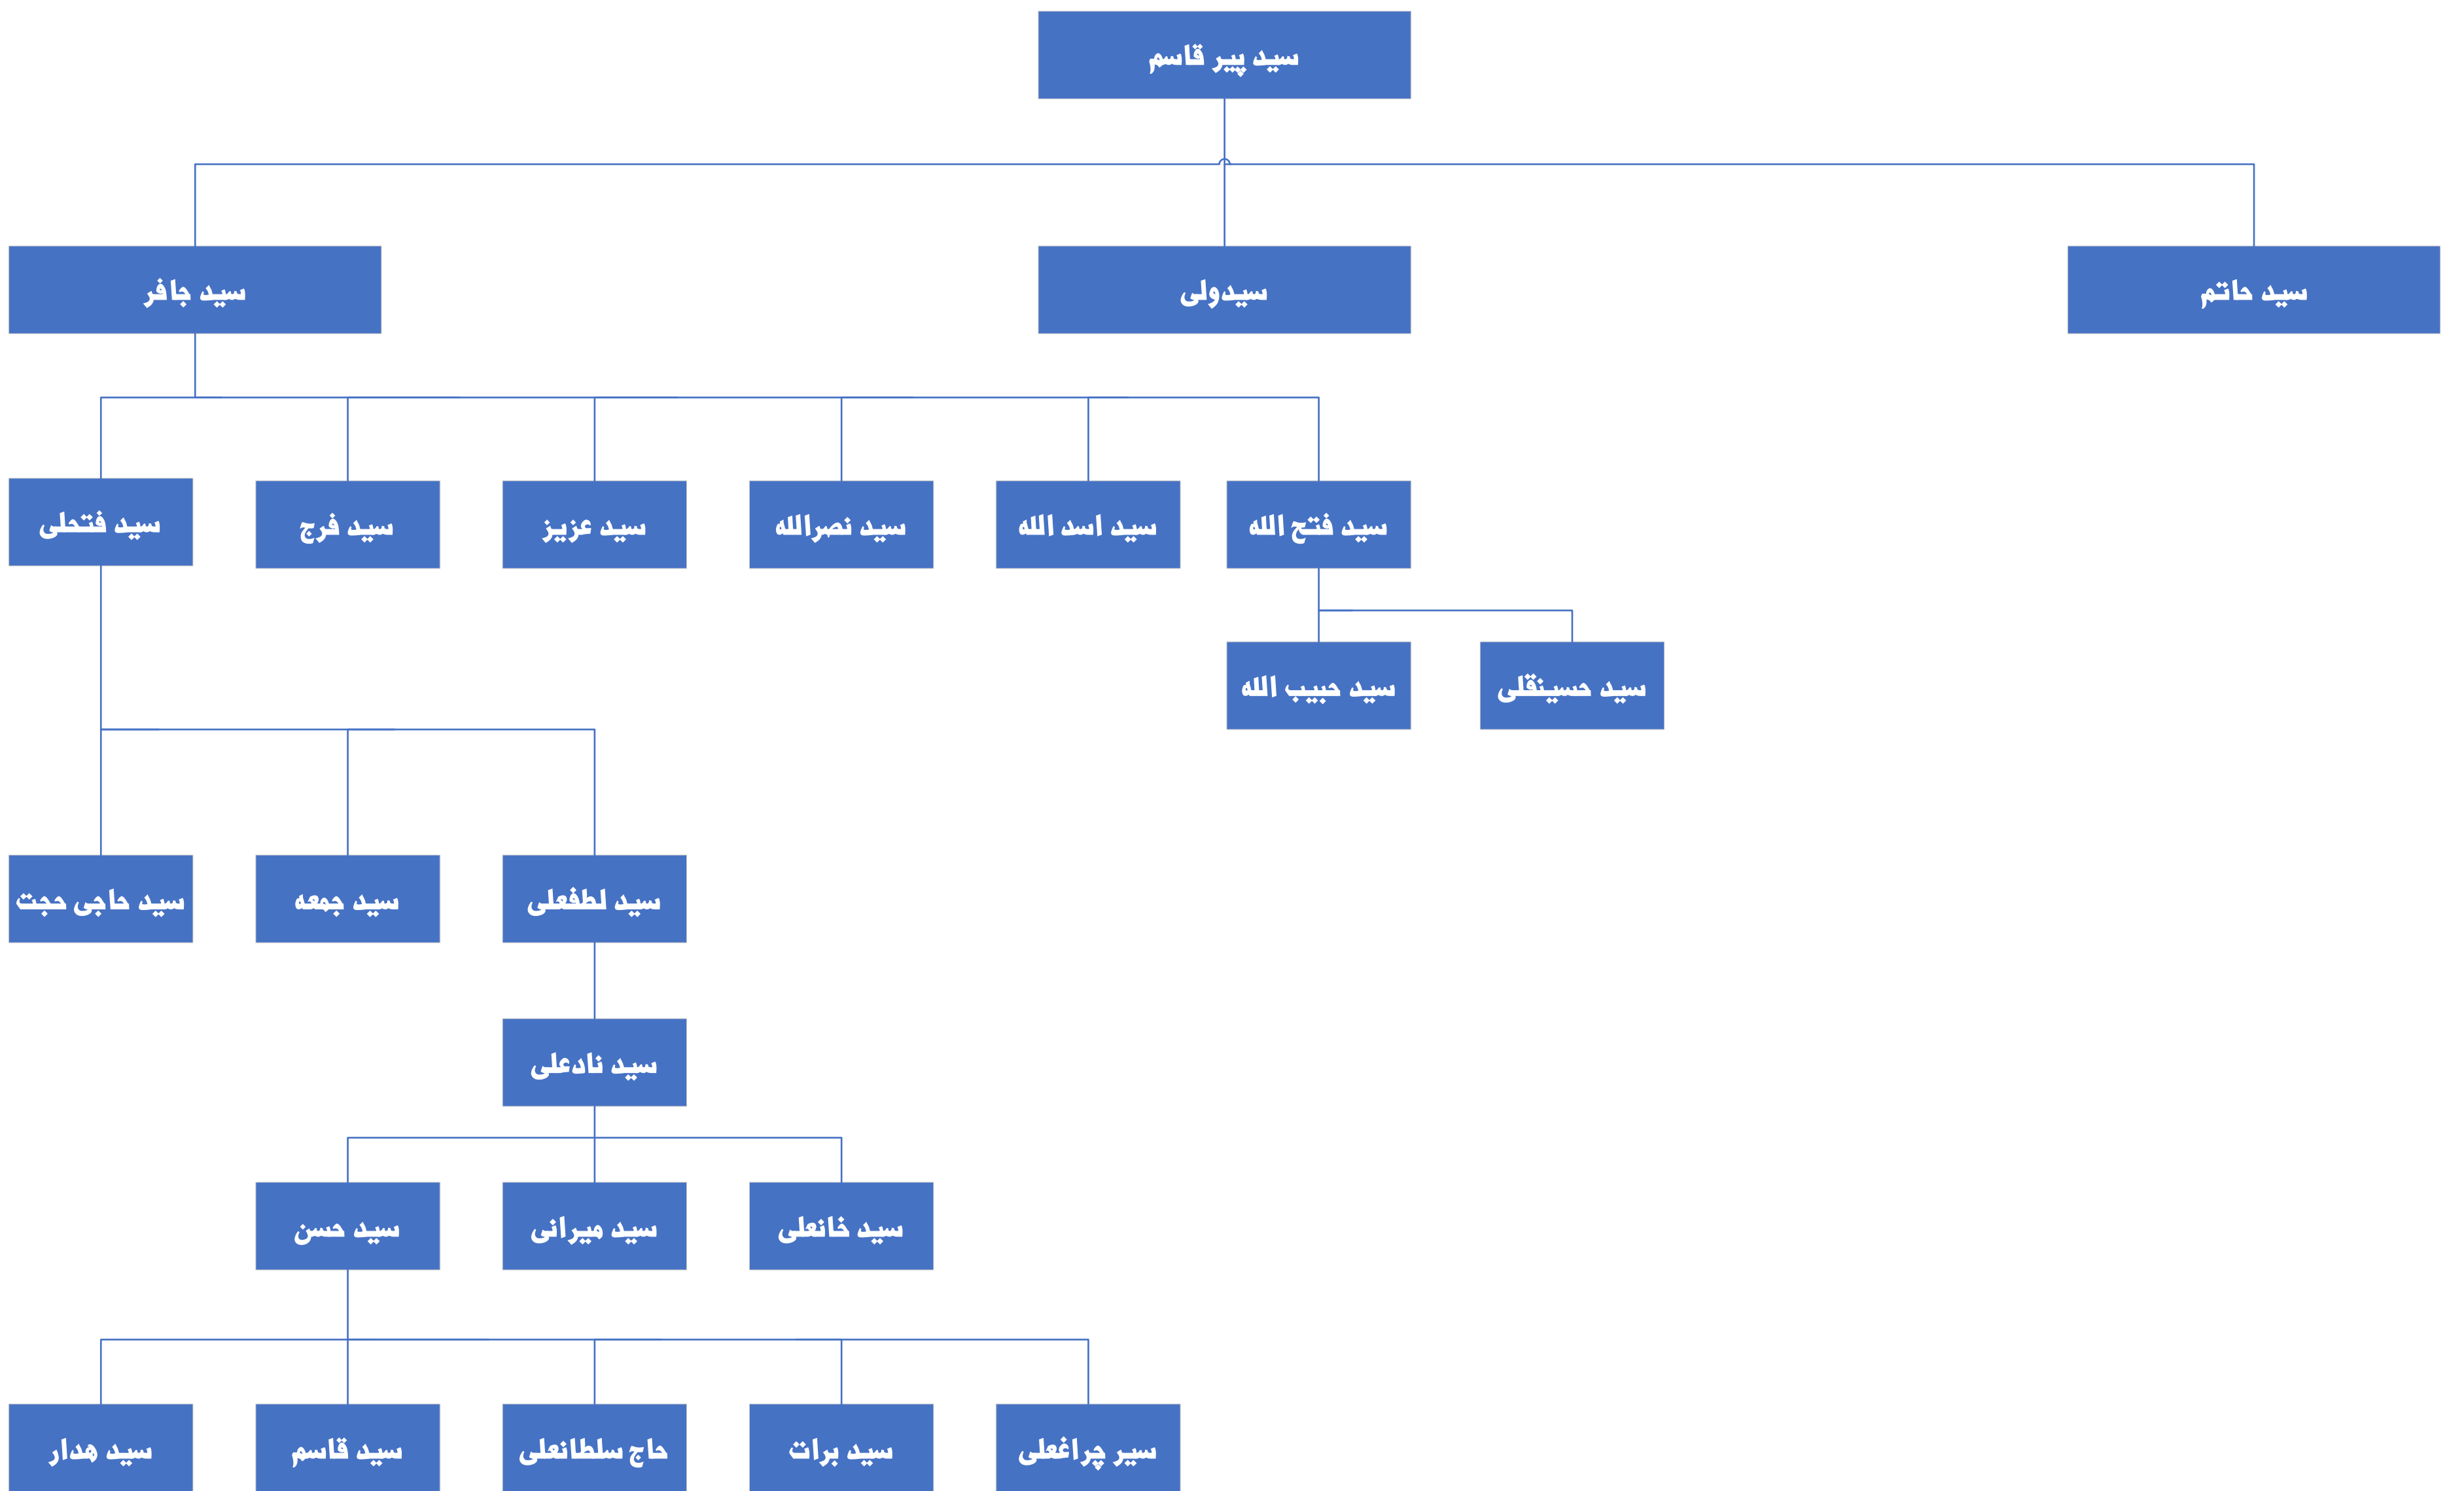 سید پیر قاسم
سید حاتم
سیدولی
سید جافر
سید فتح الله
سید اسد الله
سید نصرالله
سید عزیز
سید فرج
سید فتحلی
سید حسینقلی
سید حبیب الله
سید لطفعلی
سید جمعه
سید حاجی حجت
سید نادعلی
سید خانعلی
سید میرانی
سید حسن
سیر چراغعلی
سید برات
حاج سلطانعلی
سید قاسم
سید هدار